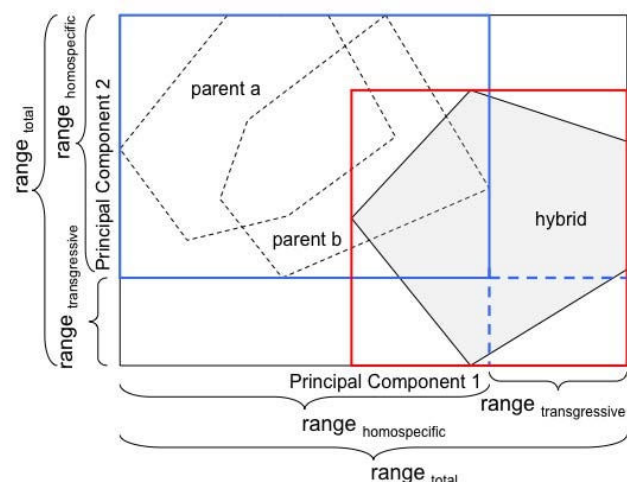 parent a
parent b
hybrid
range total
range homospecific
range transgressive
Principal Component 2
Principal Component 1
range transgressive
range homospecific
range total